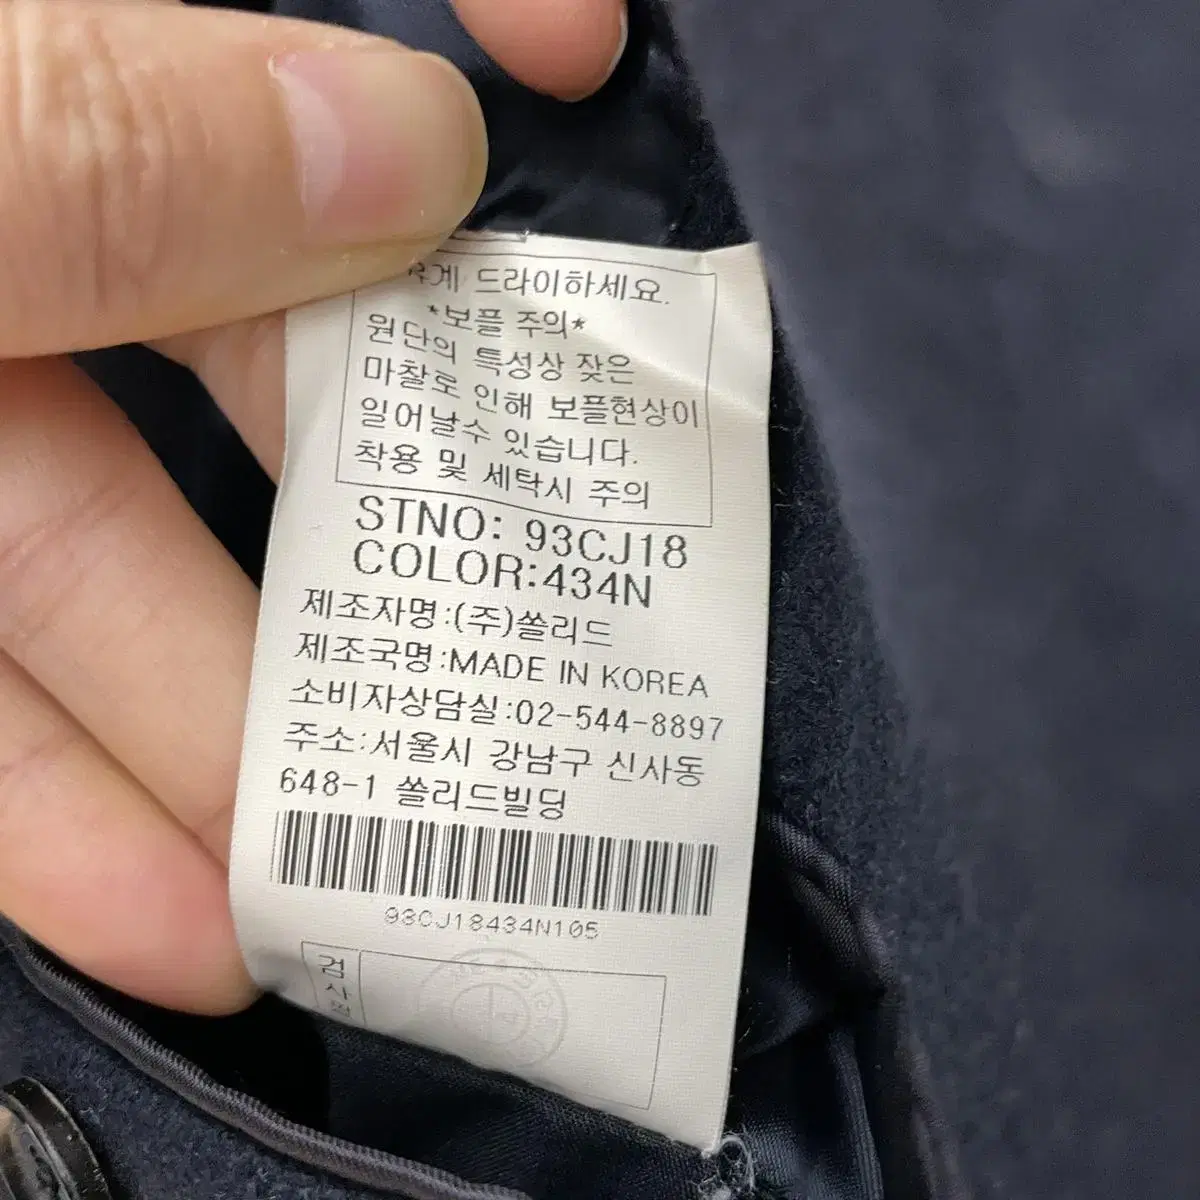 드라이하세요.
*보플 주의*
원단의 특성상 잦은
마찰로 인해 보플현상이
일어날수 있습니다.
착용 및 세탁시 주의
STNO: 93CJ18
COLOR:434N
제조자명:(주)쏠리드
제조국명:MADE IN KOREA
소비자상담실:02-544-8897
주소:서울시 강남구 신사동
648-1 쏠리드빌딩
93CJ18434N105
검사